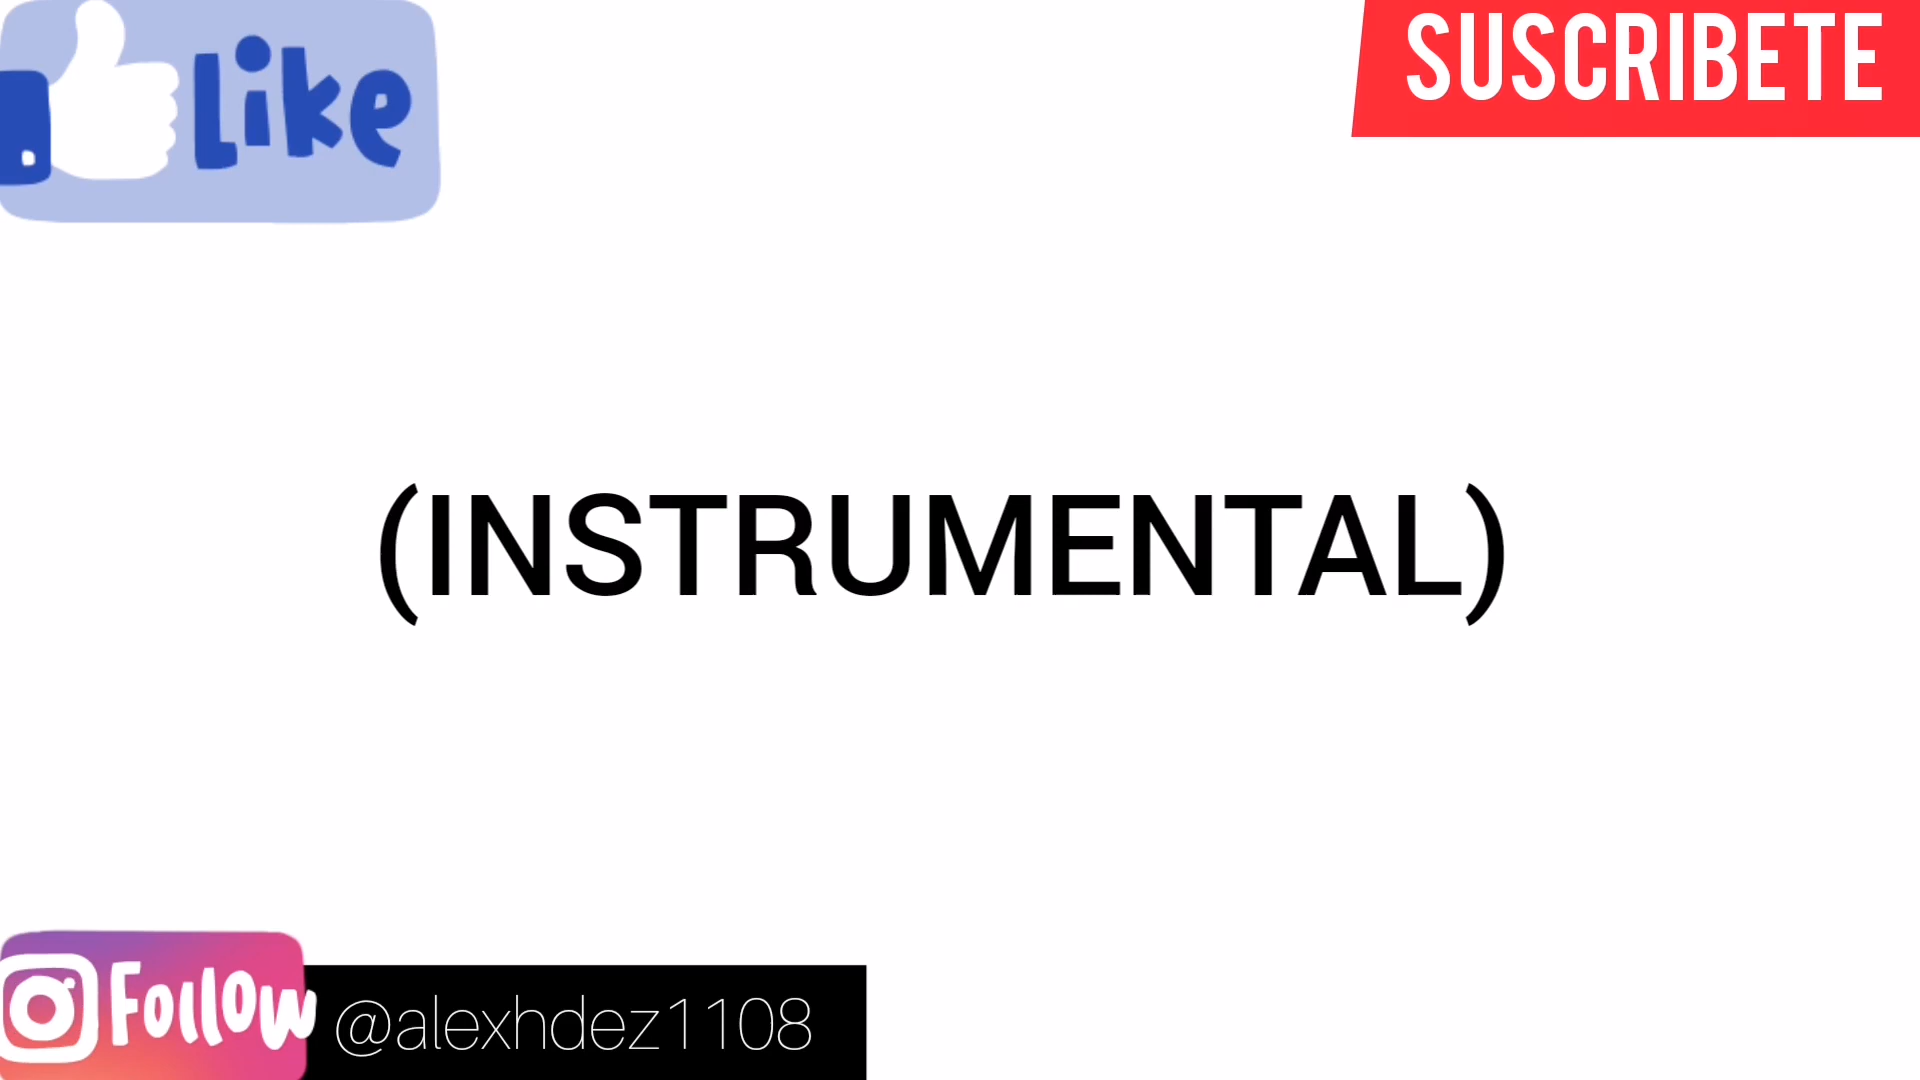 Like
SUSCRIBETE
(INSTRUMENTAL)
Follow
@alexhdez1108